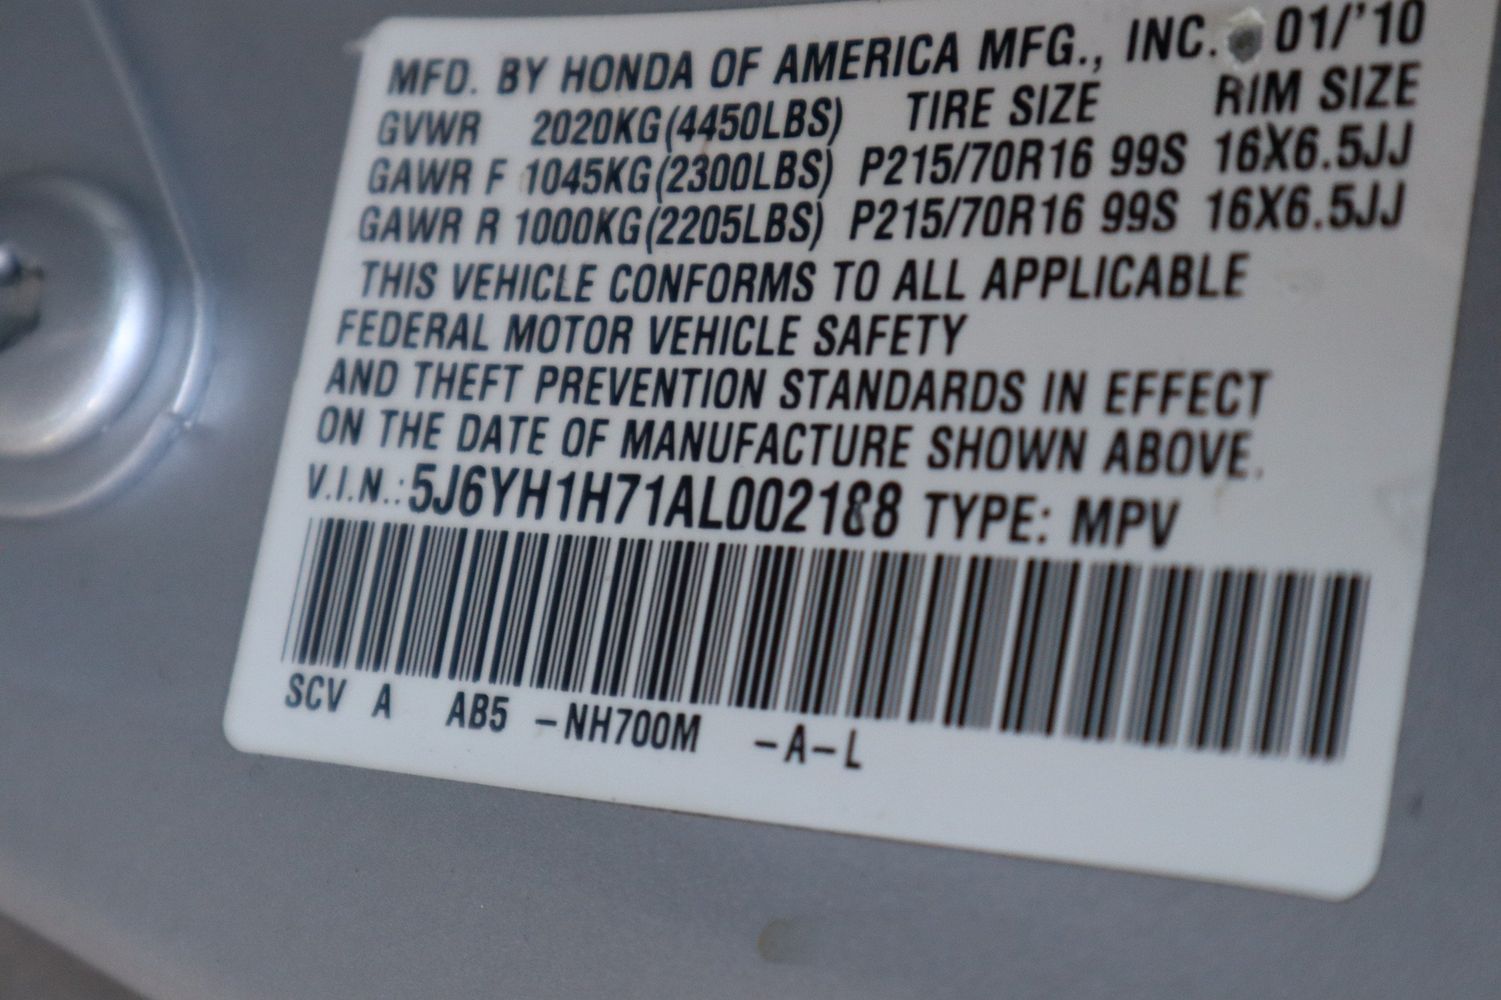 MFD. BY HONDA OF AMERICA MFG., INC. 01/'10
GVWR 2020KG(4450LBS) TIRE SIZE RIM SIZE
GAWR F 1045KG(2300LBS) P215/70R16 99S 16X6.5JJ
GAWR R 1000KG(2205LBS) P215/70R16 99S 16X6.5JJ
THIS VEHICLE CONFORMS TO ALL APPLICABLE
FEDERAL MOTOR VEHICLE SAFETY
AND THEFT PREVENTION STANDARDS IN EFFECT
ON THE DATE OF MANUFACTURE SHOWN ABOVE.
V.I.N.: 5J6YH1H71AL002188 TYPE: MPV
SCV A AB5 -NH700M -A-L